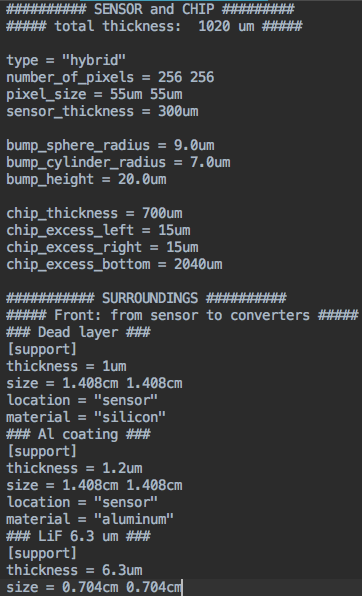 ########## SENSOR and CHIP #########
##### total thickness:  1020 um #####

type = "hybrid"
number_of_pixels = 256 256
pixel_size = 55um 55um
sensor_thickness = 300um

bump_sphere_radius = 9.0um
bump_cylinder_radius = 7.0um
bump_height = 20.0um

chip_thickness = 700um
chip_excess_left = 15um
chip_excess_right = 15um
chip_excess_bottom = 2040um

########### SURROUNDINGS ##########
##### Front: from sensor to converters #####
### Dead layer ###
[support]
thickness = 1um
size = 1.408cm 1.408cm
location = "sensor"
material = "silicon"
### Al coating ###
[support]
thickness = 1.2um
size = 1.408cm 1.408cm
location = "sensor"
material = "aluminum"
### LiF 6.3 um ###
[support]
thickness = 6.3um
size = 0.704cm 0.704cm